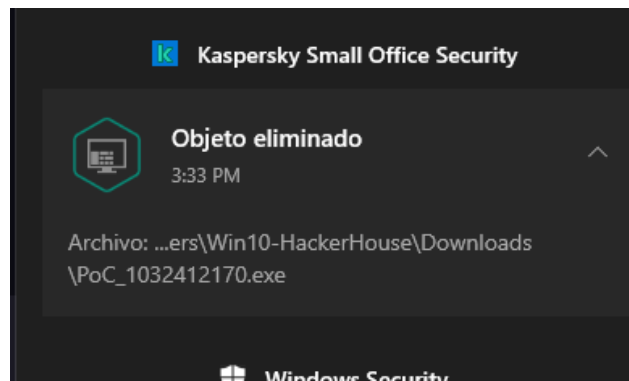 Kaspersky Small Office Security
Objeto eliminado
3:33 PM
Archivo: ...ers\Win10-HackerHouse\Downloads
\PoC_1032412170.exe
Windows Security